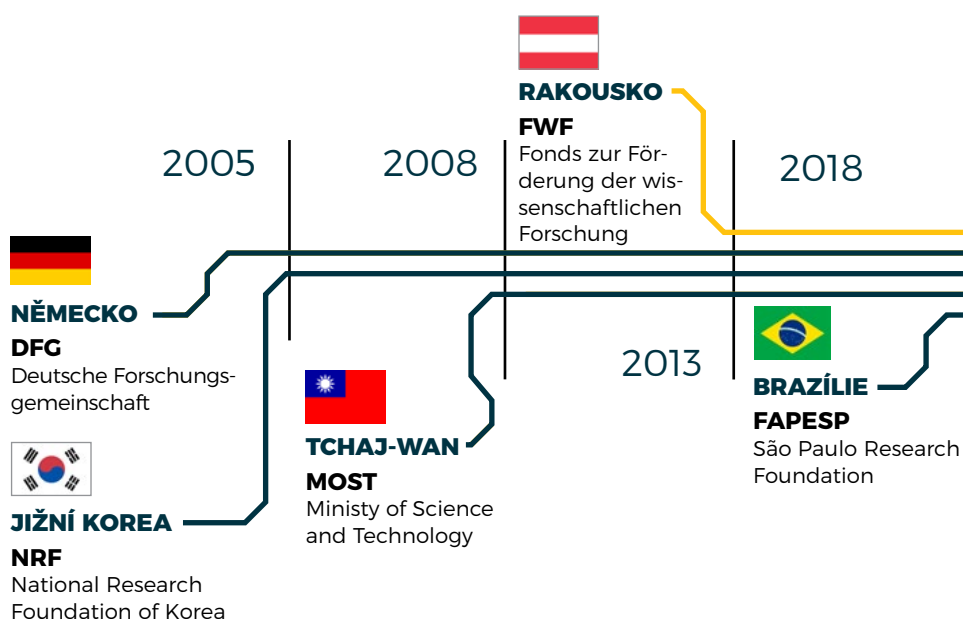 2005
NĚMECKO
DFG
Deutsche Forschungs-
gemeinschaft
JIŽNÍ KOREA
NRF
National Research
Foundation of Korea
2008
TCHAJ-WAN
MOST
Ministy of Science
and Technology
RAKOUSKO
FWF
Fonds zur För-
derung der wis-
senschaftlichen
Forschung
2013
2018
BRAZÍLIE
FAPESP
São Paulo Research
Foundation